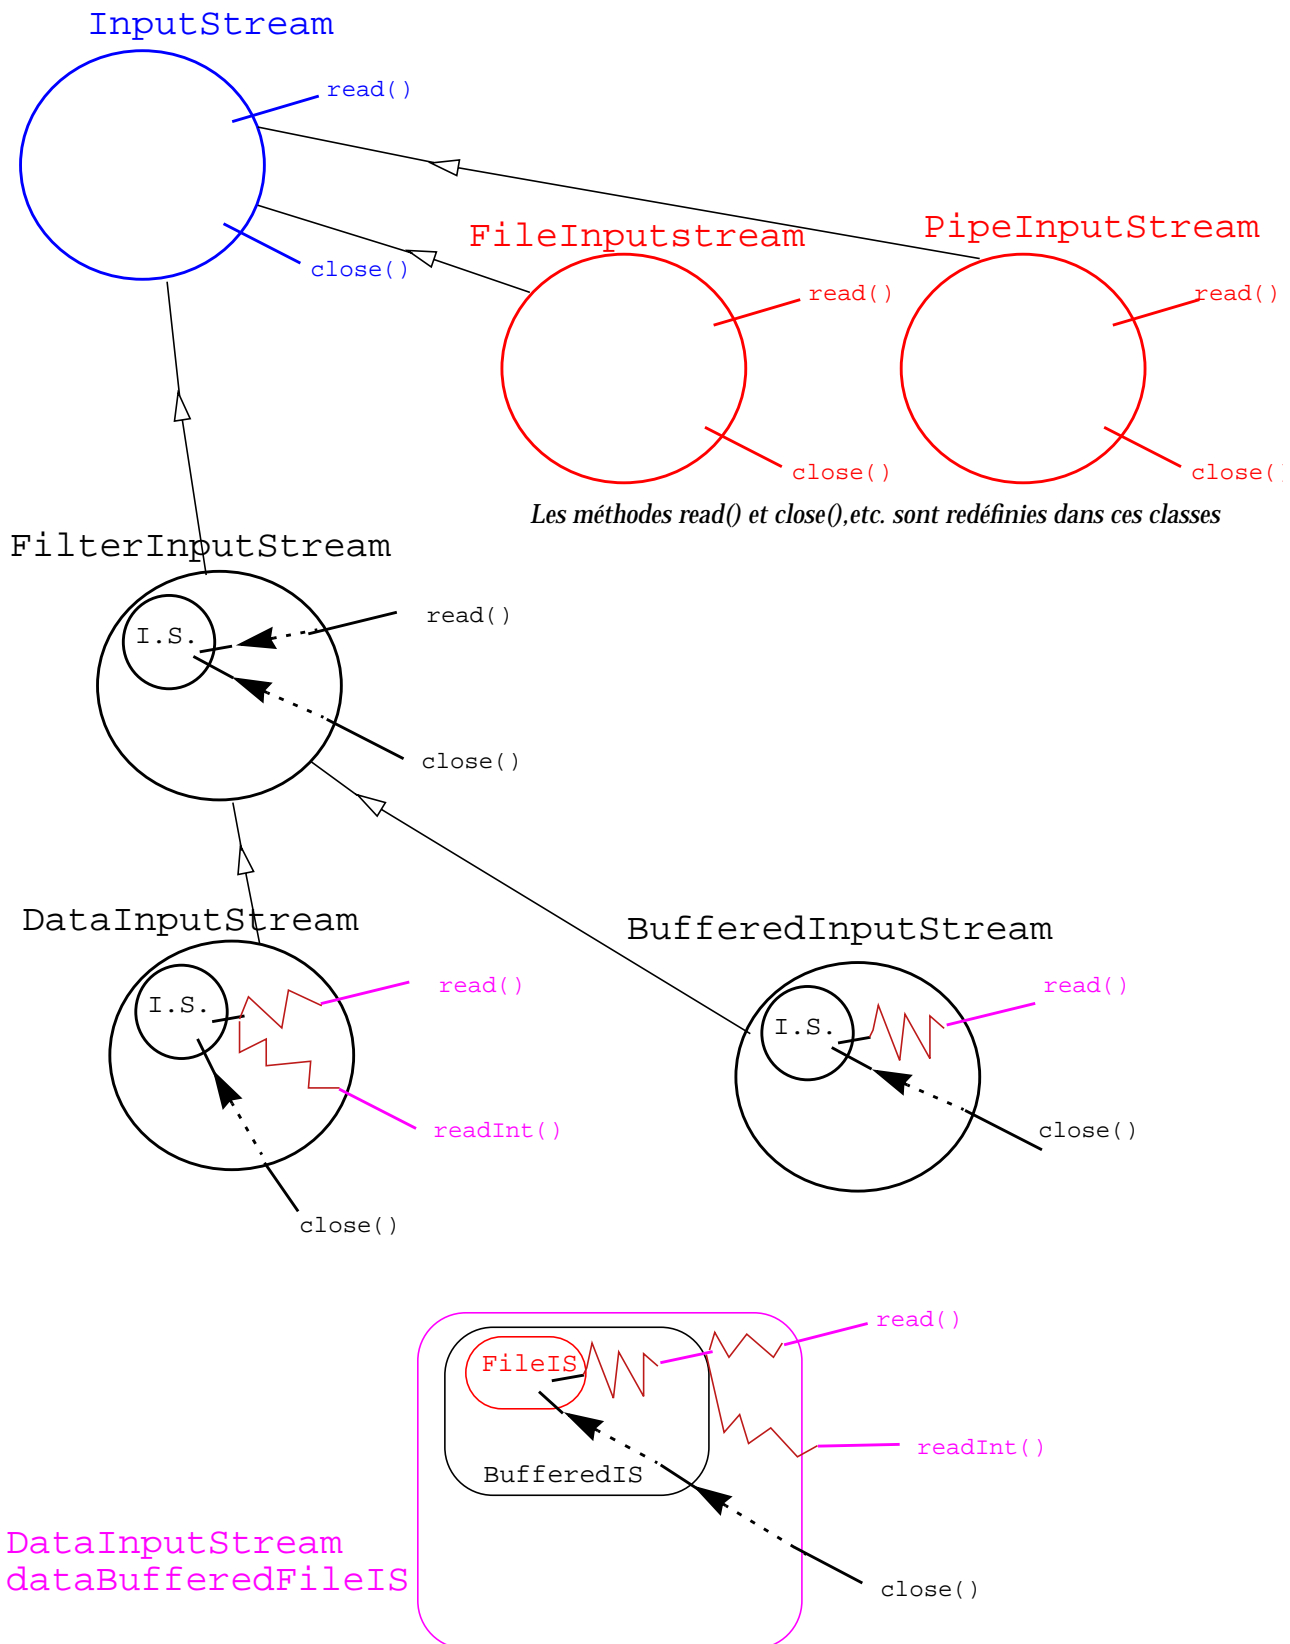 InputStream
read()
close()
FileInputstream
PipeInputStream
read()
read()
close()
close()
Les méthodes read() et close(),etc. sont redéfinies dans ces classes
FilterInputStream
I.S.
read()
close()
DataInputStream
BufferedInputStream
I.S.
read()
readInt()
close()
I.S.
read()
close()
read()
FileIS
readInt()
BufferedIS
DataInputStream
dataBufferedFileIS
close()